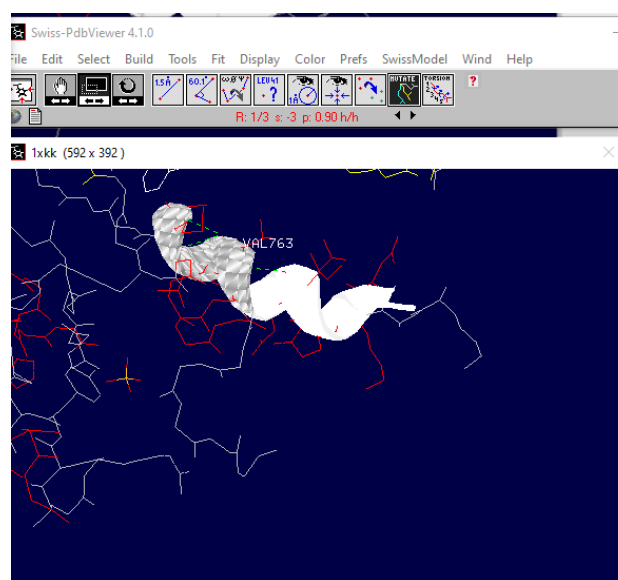 Swiss-PdbViewer 4.1.0
File Edit Select Build Tools Fit Display Color Prefs SwissModel Wind Help
1.5Å 60.1° ω,Φ,Ψ LEU41 ? 1Å MUTATE TORSION ?
R: 1/3 s: -3 p: 0.90 h/h
1xkk (592 x 392 )
VAL763